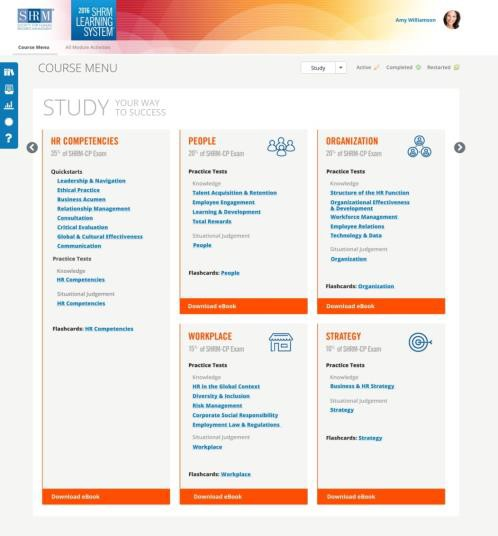 SHRM
SOCIETY FOR HUMAN
RESOURCE MANAGEMENT
2016 SHRM
LEARNING
SYSTEM
Amy Williamson
Course Menu
All Module Activities
COURSE MENU
Study
Active
Completed
Restarted
STUDY YOUR WAY
TO SUCCESS
HR COMPETENCIES
35% of SHRM-CP Exam
Quickstarts
Leadership & Navigation
Ethical Practice
Business Acumen
Relationship Management
Consultation
Critical Evaluation
Global & Cultural Effectiveness
Communication
Practice Tests
Knowledge
HR Competencies
Situational Judgement
HR Competencies
Flashcards: HR Competencies
Download eBook
PEOPLE
20% of SHRM-CP Exam
Practice Tests
Knowledge
Talent Acquisition & Retention
Employee Engagement
Learning & Development
Total Rewards
Situational Judgement
People
Flashcards: People
Download eBook
ORGANIZATION
20% of SHRM-CP Exam
Practice Tests
Knowledge
Structure of the HR Function
Organizational Effectiveness
& Development
Workforce Management
Employee Relations
Technology & Data
Situational Judgement
Organization
Flashcards: Organization
Download eBook
WORKPLACE
15% of SHRM-CP Exam
Practice Tests
Knowledge
HR in the Global Context
Diversity & Inclusion
Risk Management
Corporate Social Responsibility
Employment Law & Regulations
Situational Judgement
Workplace
Flashcards: Workplace
Download eBook
STRATEGY
10% of SHRM-CP Exam
Practice Tests
Knowledge
Business & HR Strategy
Situational Judgement
Strategy
Flashcards: Strategy
Download eBook